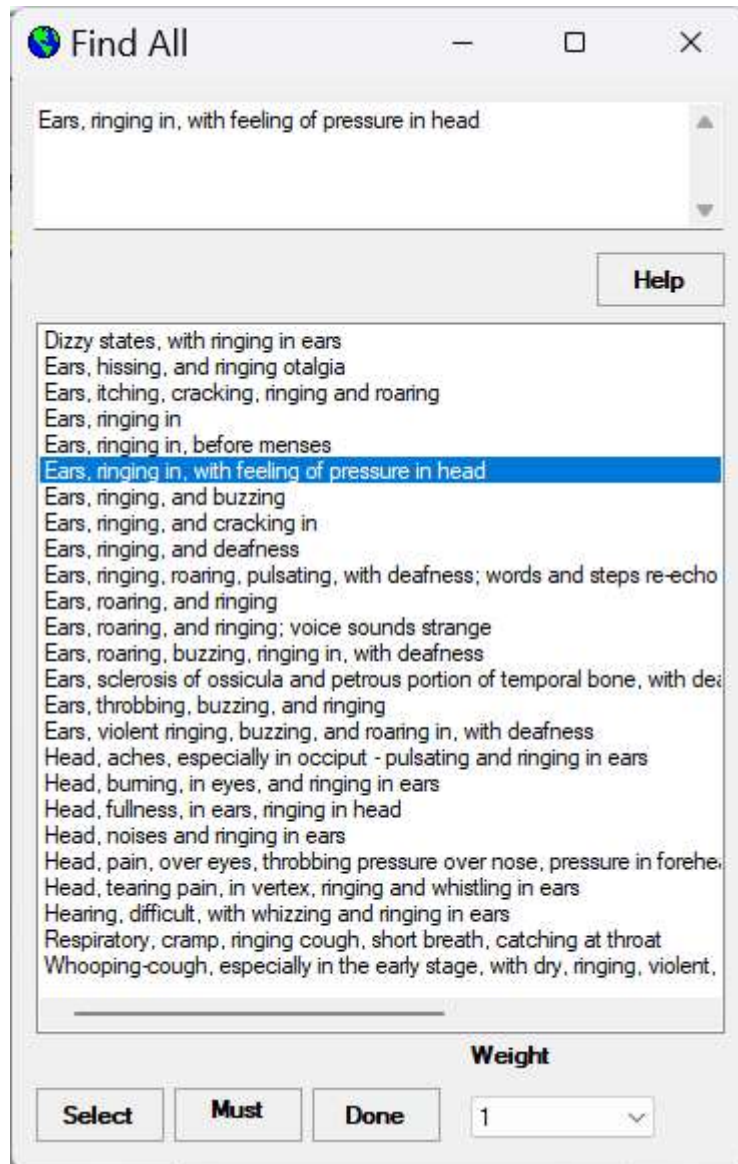 Find All
Ears, ringing in, with feeling of pressure in head
Help
Dizzy states, with ringing in ears
Ears, hissing, and ringing otalgia
Ears, itching, cracking, ringing and roaring
Ears, ringing in
Ears, ringing in, before menses
Ears, ringing in, with feeling of pressure in head
Ears, ringing, and buzzing
Ears, ringing, and cracking in
Ears, ringing, and deafness
Ears, ringing, roaring, pulsating, with deafness; words and steps re-echo
Ears, roaring, and ringing
Ears, roaring, and ringing; voice sounds strange
Ears, roaring, buzzing, ringing in, with deafness
Ears, sclerosis of ossicula and petrous portion of temporal bone, with dea
Ears, throbbing, buzzing, and ringing
Ears, violent ringing, buzzing, and roaring in, with deafness
Head, aches, especially in occiput - pulsating and ringing in ears
Head, burning, in eyes, and ringing in ears
Head, fullness, in ears, ringing in head
Head, noises and ringing in ears
Head, pain, over eyes, throbbing pressure over nose, pressure in forehe
Head, tearing pain, in vertex, ringing and whistling in ears
Hearing, difficult, with whizzing and ringing in ears
Respiratory, cramp, ringing cough, short breath, catching at throat
Whooping-cough, especially in the early stage, with dry, ringing, violent,
Weight
Select Must Done 1